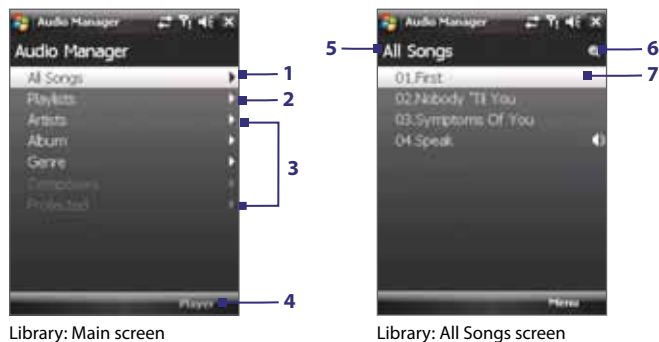 Audio Manager
Audio Manager
All Songs
Playlists
Artists
Album
Genre
Composers
Protected
Player
1
2
3
4
Library: Main screen
Audio Manager
5
All Songs
6
01.First
7
02.Nobody 'Til You
03.Symptoms Of You
04.Speak
Menu
Library: All Songs screen